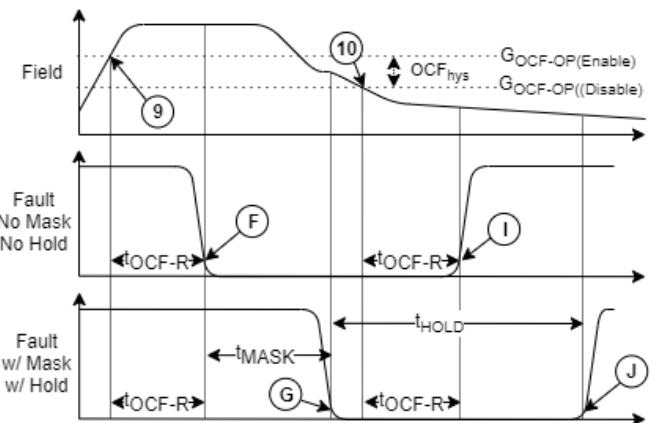 Field
9
10
OCFhys
GOCF-OP(Enable)
GOCF-OP((Disable)
Fault
No Mask
No Hold
tOCF-R
F
tOCF-R
I
Fault
w/ Mask
w/ Hold
tMASK
tHOLD
tOCF-R
G
tOCF-R
J